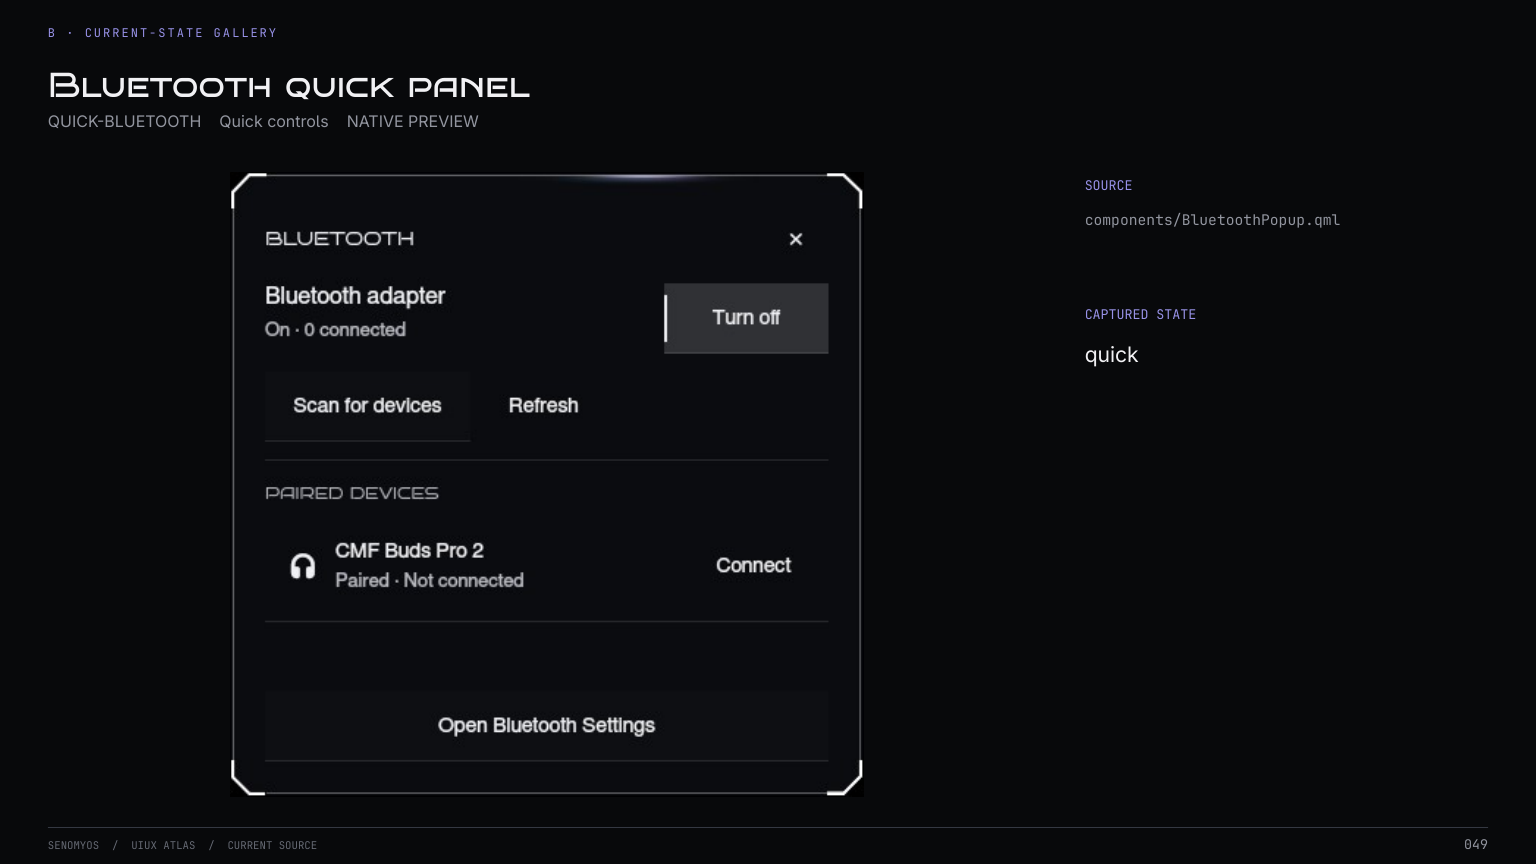 B · CURRENT-STATE GALLERY
Bluetooth quick panel
QUICK-BLUETOOTH Quick controls NATIVE PREVIEW
BLUETOOTH ×
Bluetooth adapter
On · 0 connected
Turn off
Scan for devices Refresh
PAIRED DEVICES
CMF Buds Pro 2
Paired · Not connected
Connect
Open Bluetooth Settings
SOURCE
components/BluetoothPopup.qml
CAPTURED STATE
quick
SENOMYOS / UIUX ATLAS / CURRENT SOURCE 049